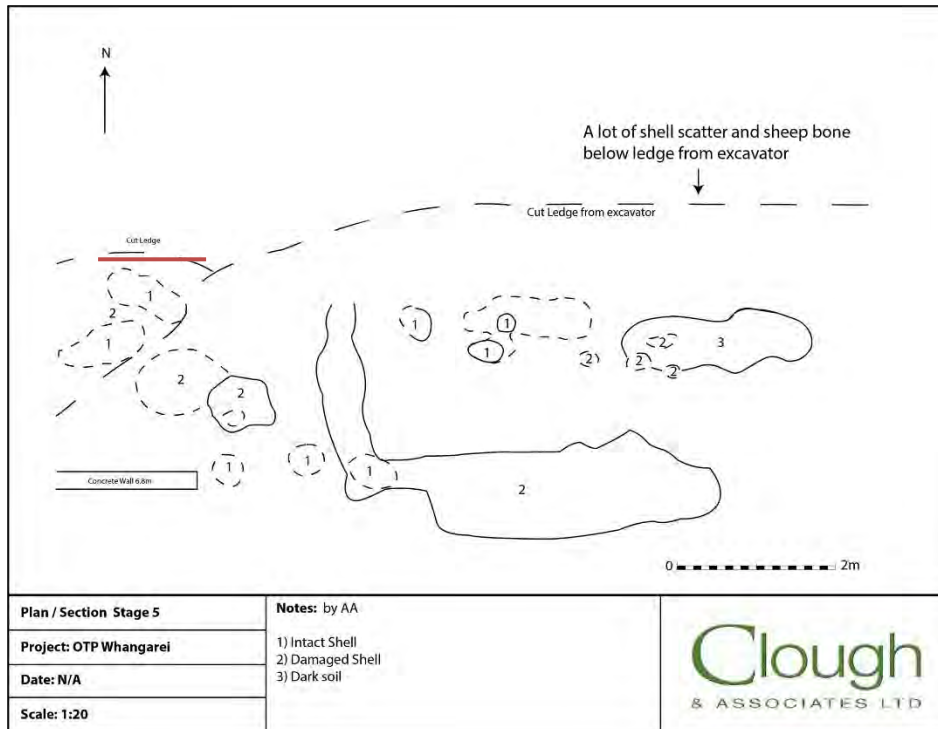 N
A lot of shell scatter and sheep bone
below ledge from excavator
Cut Ledge from excavator
Cut Ledge
1
2
1
2
2
1
1
1
1
1
1
2
2
2
2
3
2
Concrete Wall 6.8m
0 2m
Plan / Section Stage 5
Project: OTP Whangarei
Date: N/A
Scale: 1:20
Notes: by AA
1) Intact Shell
2) Damaged Shell
3) Dark soil
Clough
& ASSOCIATES LTD